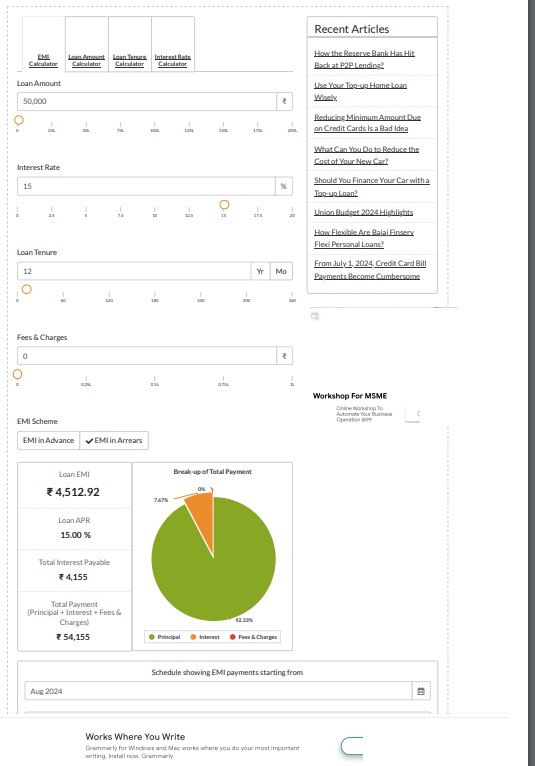 EMI
Calculator
Loan Amount
Calculator
Loan Tenure
Calculator
Interest Rate
Calculator
Loan Amount
50,000 ₹
0 25L 50L 75L 100L 125L 150L 175L 200L
Interest Rate
15 %
0 2.5 5 7.5 10 12.5 15 17.5 20
Loan Tenure
12 Yr Mo
0 60 120 180 240 300 360
Fees & Charges
0 ₹
0 0.25L 0.5L 0.75L 1L
EMI Scheme
EMI in Advance EMI in Arrears
Loan EMI
₹ 4,512.92
Loan APR
15.00 %
Total Interest Payable
₹ 4,155
Total Payment
(Principal + Interest + Fees &
Charges)
₹ 54,155
Break-up of Total Payment
0%
7.67%
92.33%
Principal Interest Fees & Charges
Schedule showing EMI payments starting from
Aug 2024
Recent Articles
How the Reserve Bank Has Hit
Back at P2P Lending?
Use Your Top-up Home Loan
Wisely
Reducing Minimum Amount Due
on Credit Cards Is a Bad Idea
What Can You Do to Reduce the
Cost of Your New Car?
Should You Finance Your Car with a
Top-up Loan?
Union Budget 2024 Highlights
How Flexible Are Bajaj Finserv
Flexi Personal Loans?
From July 1, 2024, Credit Card Bill
Payments Become Cumbersome
Workshop For MSME
Online Workshop To
Automate Your Business
Operation @99
Works Where You Write
Grammarly for Windows and Mac works where you do your most important
writing. Install now. Grammarly